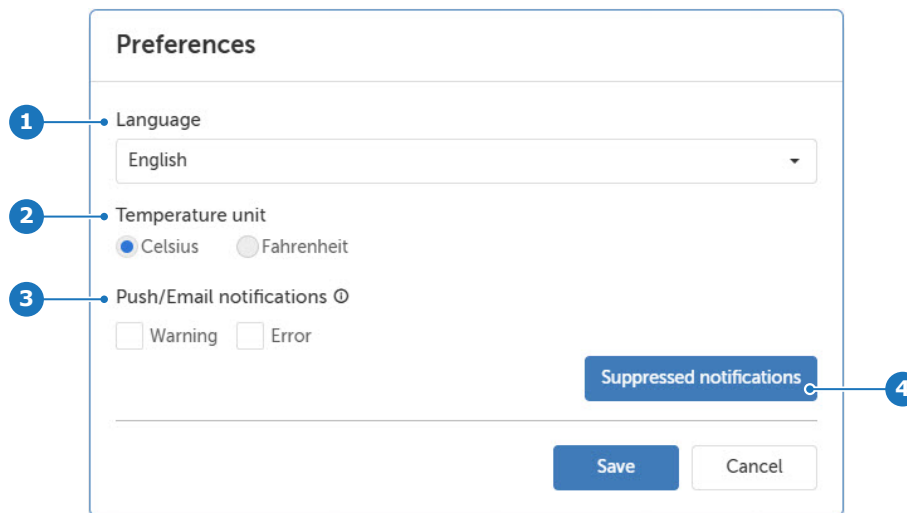 Preferences
1 Language
English
2 Temperature unit
Celsius Fahrenheit
3 Push/Email notifications
Warning Error
Suppressed notifications 4
Save Cancel